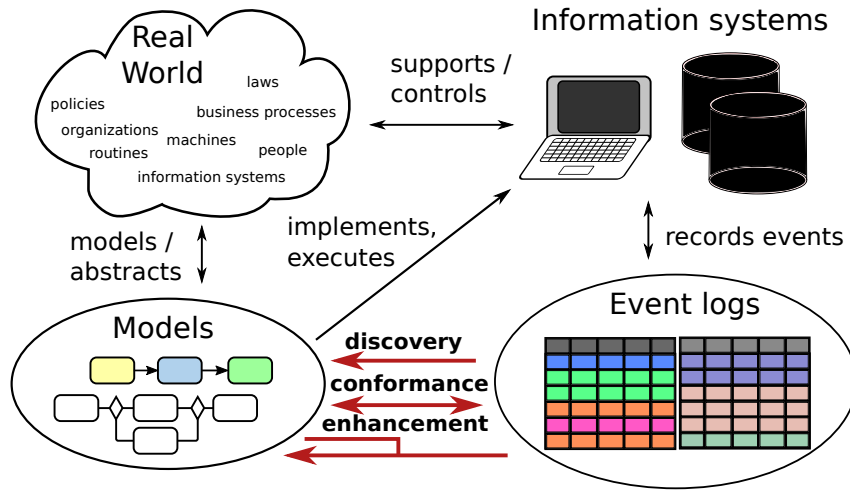 Real
World
laws
policies
business processes
organizations
machines
routines
people
information systems
supports /
controls
Information systems
models /
abstracts
implements,
executes
records events
Models
discovery
conformance
enhancement
Event logs